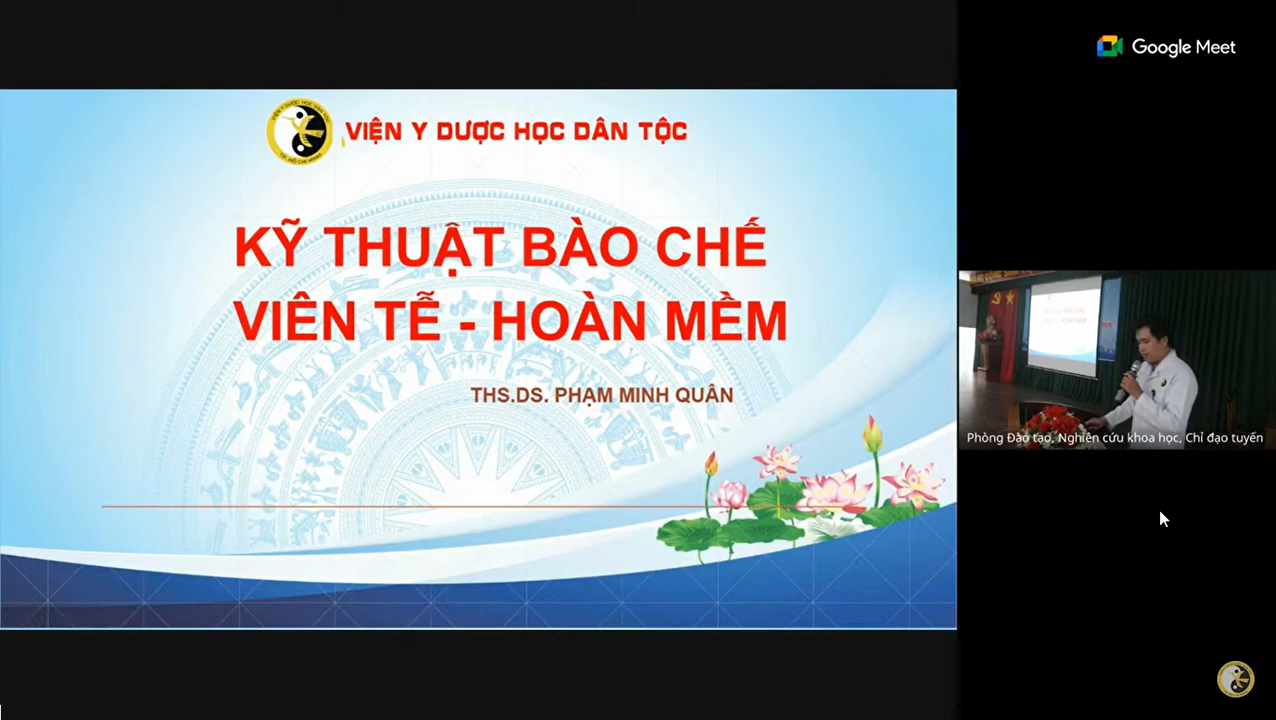 Google Meet
VIỆN Y DƯỢC HỌC DÂN TỘC
KỸ THUẬT BÀO CHẾ
VIÊN TỄ - HOÀN MỀM
THS.DS. PHẠM MINH QUÂN
Phòng Đào tạo, Nghiên cứu khoa học, Chỉ đạo tuyến